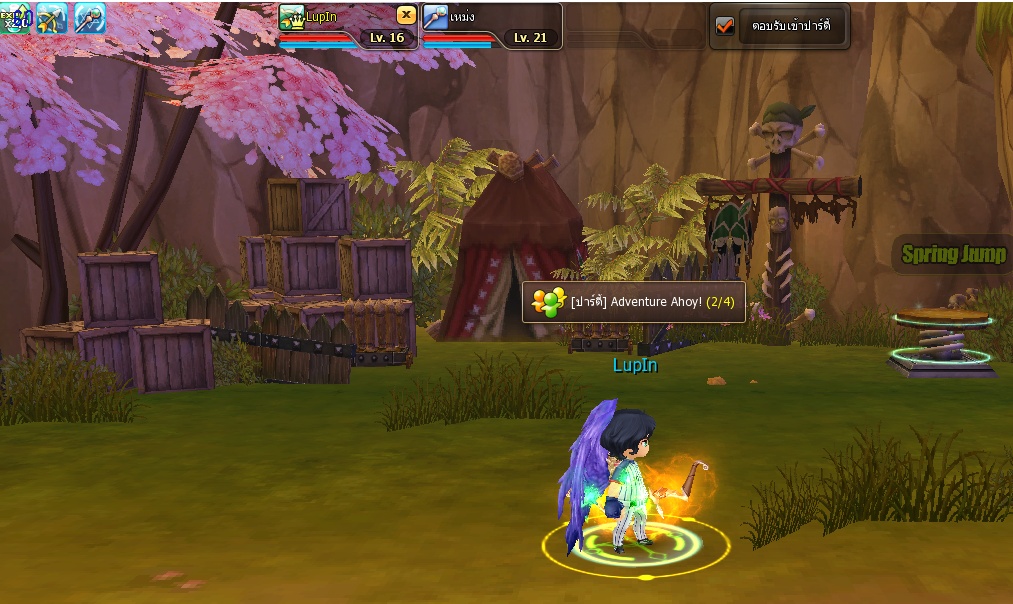 LupIn
Lv. 16
เหม่ง
Lv. 21
ตอบรับเข้าปาร์ตี้
Spring Jump
[ปาร์ตี้] Adventure Ahoy! (2/4)
LupIn